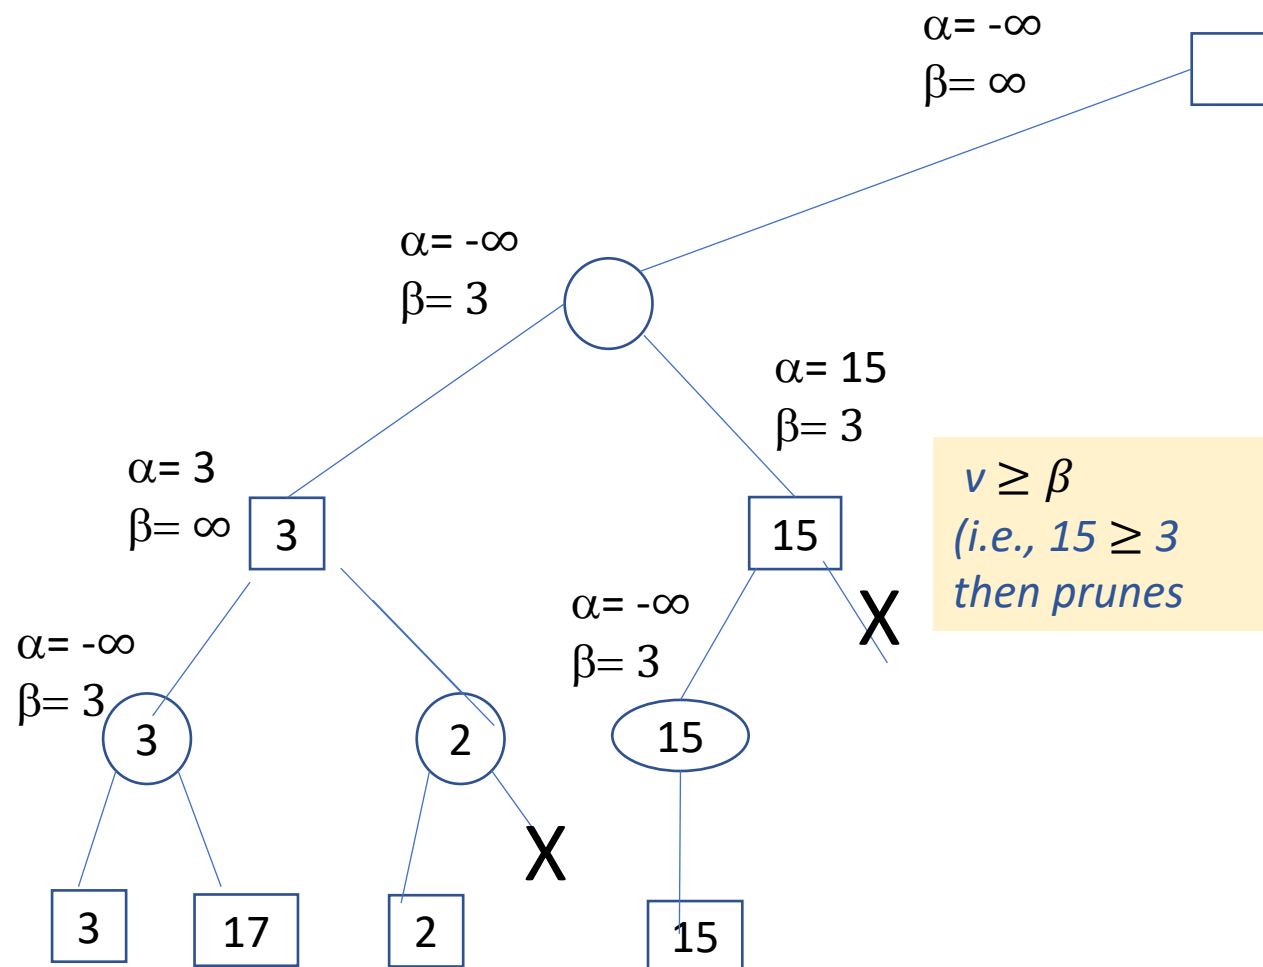 α= -∞
β= ∞
α= -∞
β= 3
α= 15
β= 3
α= 3
β= ∞
3
15
v ≥ β
(i.e., 15 ≥ 3
then prunes
α= -∞
β= 3
X
α= -∞
β= 3
3
2
15
X
3
17
2
15